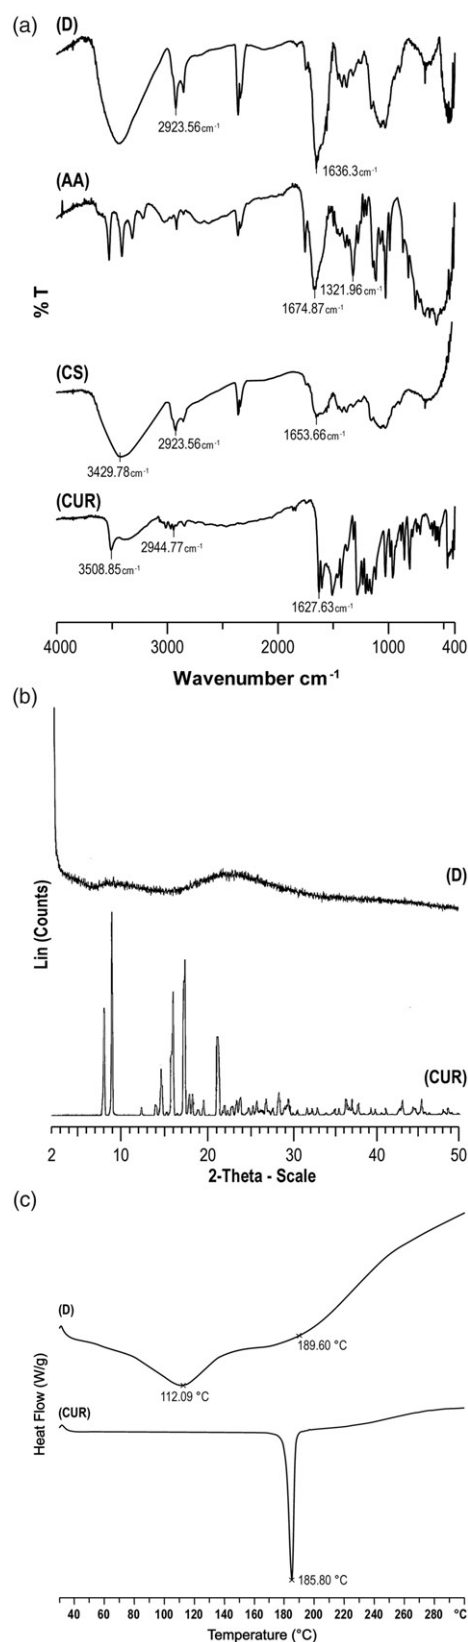 (a)
(D)
2923.56cm-1
1636.3cm-1
(AA)
% T
1321.96cm-1
1674.87cm-1
(CS)
2923.56cm-1
1653.66cm-1
3429.78cm-1
(CUR)
2944.77cm-1
3508.85cm-1
1627.63cm-1
4000 3000 2000 1000 400
Wavenumber cm-1
(b)
Lin (Counts)
(D)
(CUR)
2 10 20 30 40 50
2-Theta - Scale
(c)
Heat Flow (W/g)
(D)
189.60 °C
112.09 °C
(CUR)
185.80 °C
40 60 80 100 120 140 160 180 200 220 240 260 280 °C
Temperature (°C)